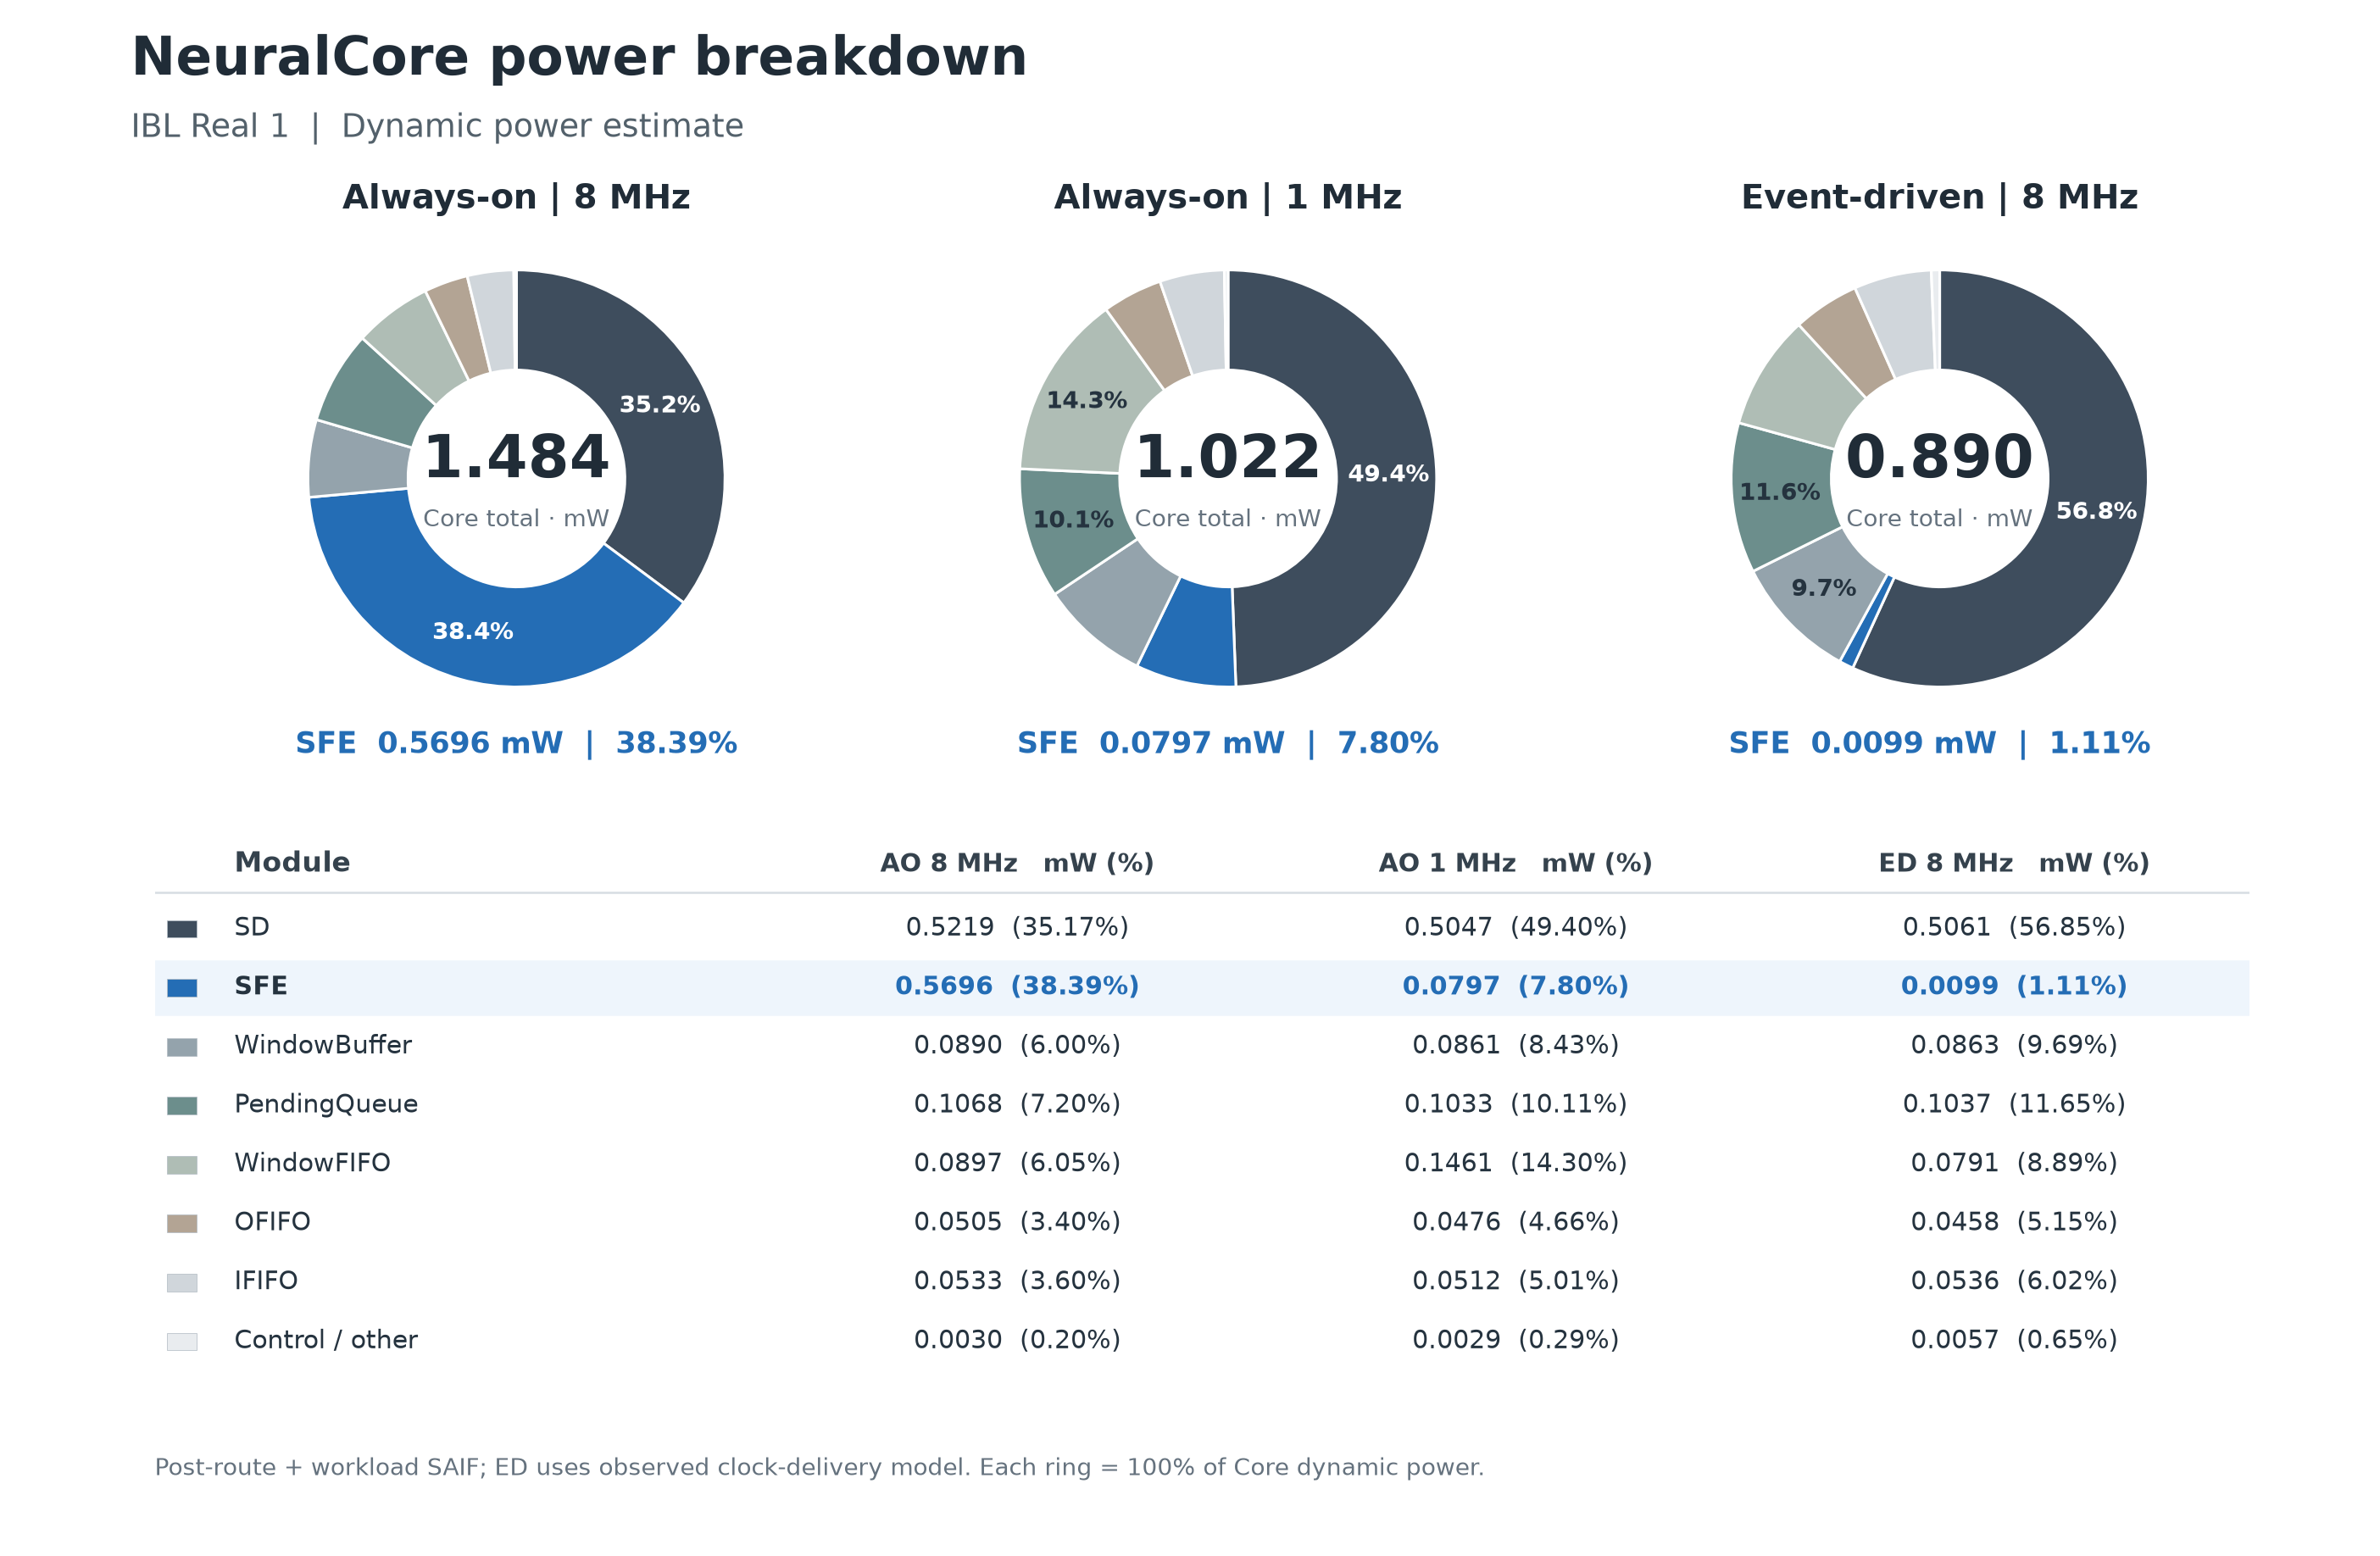 NeuralCore power breakdown
IBL Real 1 | Dynamic power estimate
Always-on | 8 MHz
35.2%
38.4%
1.484
Core total · mW
SFE 0.5696 mW | 38.39%
Always-on | 1 MHz
14.3%
10.1%
49.4%
1.022
Core total · mW
SFE 0.0797 mW | 7.80%
Event-driven | 8 MHz
11.6%
9.7%
56.8%
0.890
Core total · mW
SFE 0.0099 mW | 1.11%
Module AO 8 MHz mW (%) AO 1 MHz mW (%) ED 8 MHz mW (%)
SD 0.5219 (35.17%) 0.5047 (49.40%) 0.5061 (56.85%)
SFE 0.5696 (38.39%) 0.0797 (7.80%) 0.0099 (1.11%)
WindowBuffer 0.0890 (6.00%) 0.0861 (8.43%) 0.0863 (9.69%)
PendingQueue 0.1068 (7.20%) 0.1033 (10.11%) 0.1037 (11.65%)
WindowFIFO 0.0897 (6.05%) 0.1461 (14.30%) 0.0791 (8.89%)
OFIFO 0.0505 (3.40%) 0.0476 (4.66%) 0.0458 (5.15%)
IFIFO 0.0533 (3.60%) 0.0512 (5.01%) 0.0536 (6.02%)
Control / other 0.0030 (0.20%) 0.0029 (0.29%) 0.0057 (0.65%)
Post-route + workload SAIF; ED uses observed clock-delivery model. Each ring = 100% of Core dynamic power.